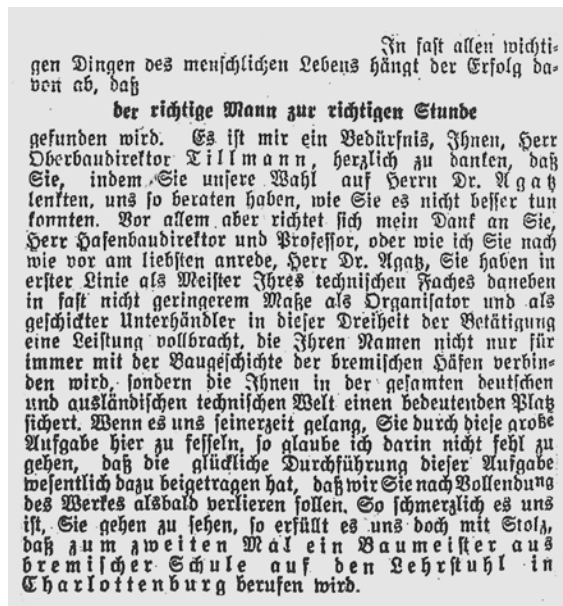 In fast allen wichti-
gen Dingen des menschlichen Lebens hängt der Erfolg da-
von ab, daß
der richtige Mann zur richtigen Stunde
gefunden wird. Es ist mir ein Bedürfnis, Ihnen, Herr
Oberbaudirektor Tillmann, herzlich zu danken, daß
Sie, indem Sie unsere Wahl auf Herrn Dr. Agatz
lenkten, uns so beraten haben, wie Sie es nicht besser tun
konnten. Vor allem aber richtet sich mein Dank an Sie,
Herr Hafenbaudirektor und Professor, oder wie ich Sie nach
wie vor am liebsten anrede, Herr Dr. Agatz, Sie haben in
erster Linie als Meister Ihres technischen Faches daneben
in fast nicht geringerem Maße als Organisator und als
geschickter Unterhändler in dieser Dreiheit der Betätigung
eine Leistung vollbracht, die Ihren Namen nicht nur für
immer mit der Baugeschichte der bremischen Häfen verbin-
den wird, sondern die Ihnen in der gesamten deutschen
und ausländischen technischen Welt einen bedeutenden Platz
sichert. Wenn es uns seinerzeit gelang, Sie durch diese große
Aufgabe hier zu fesseln, so glaube ich darin nicht fehl zu
gehen, daß die glückliche Durchführung dieser Aufgabe
wesentlich dazu beigetragen hat, daß wir Sie nach Vollendung
des Werkes alsbald verlieren sollen. So schmerzlich es uns
ist, Sie gehen zu sehen, so erfüllt es uns doch mit Stolz,
daß zum zweiten Mal ein Baumeister aus
bremischer Schule auf den Lehrstuhl in
Charlottenburg berufen wird.